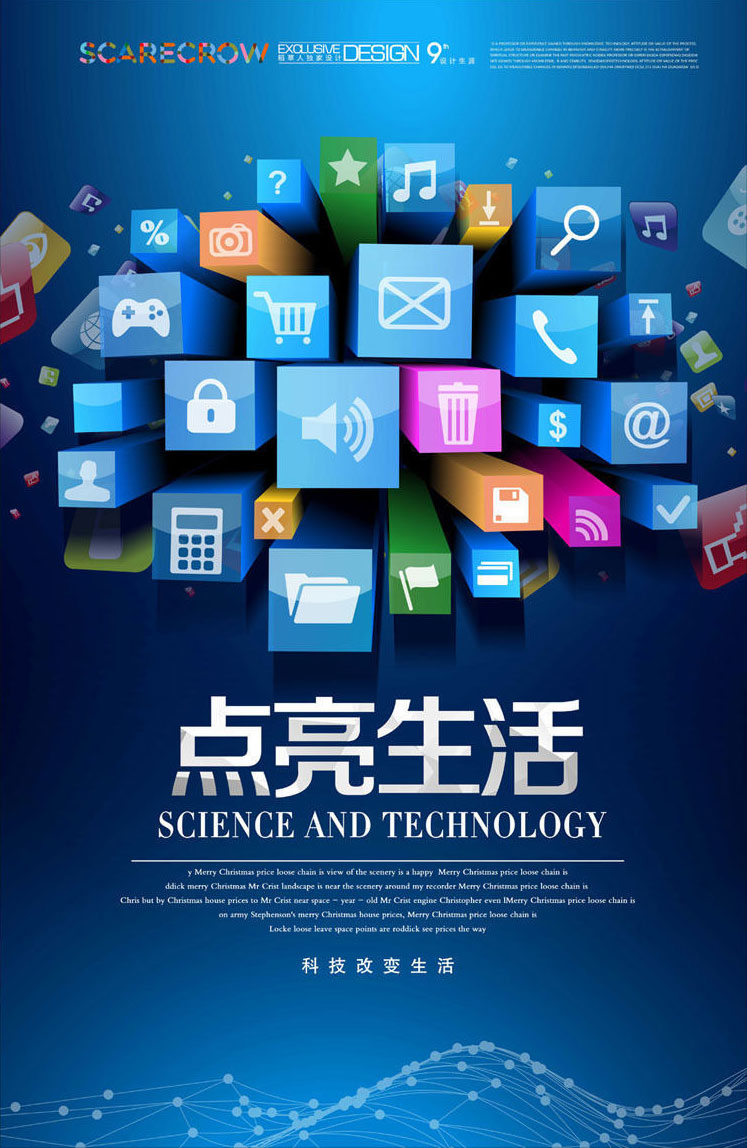 SCARECROW EXCLUSIVE DESIGN 9th
稻草人独家设计 设计生涯
?
%
$
@
点亮生活
SCIENCE AND TECHNOLOGY
y Merry Christmas price loose chain is view of the scenery is a happy Merry Christmas price loose chain is
ddick merry Christmas Mr Crist landscape is near the scenery around my recorder Merry Christmas price loose chain is
Chris but by Christmas house prices to Mr Crist near space - year - old Mr Crist engine Christopher even IMerry Christmas price loose chain is
on army Stephenson's merry Christmas house prices, Merry Christmas price loose chain is
Locke loose leave space points are roddick see prices the way
科技改变生活